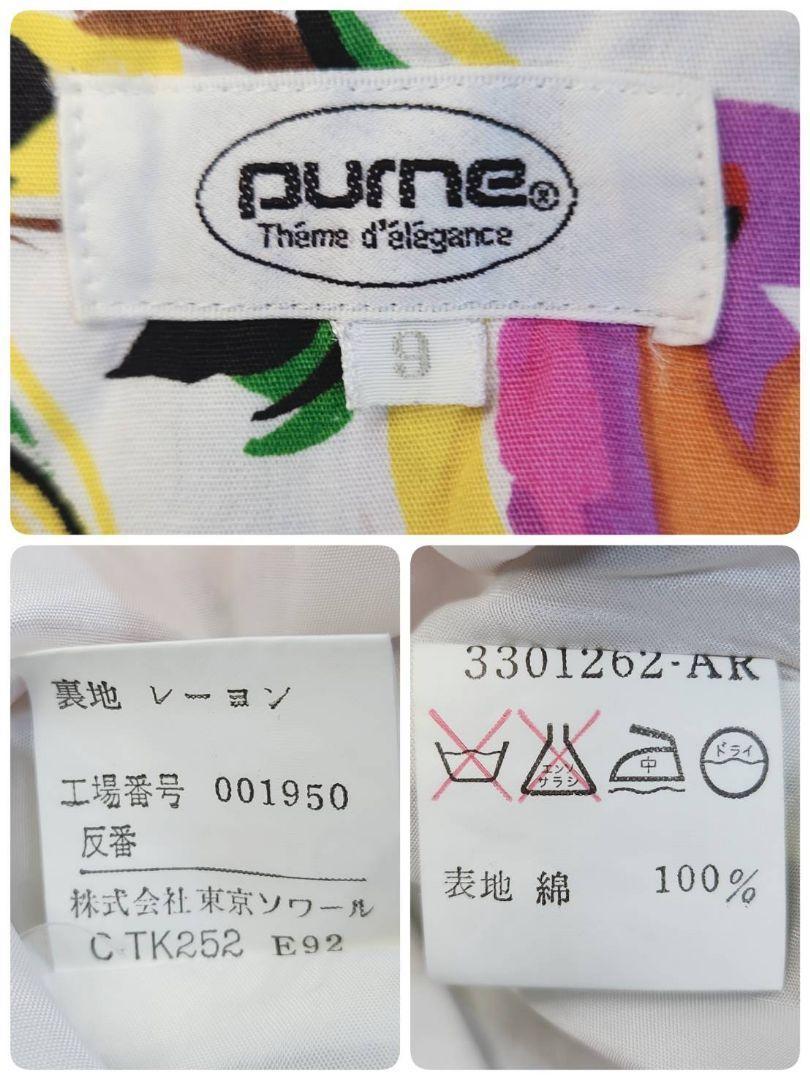 purne®
Théme d'élégance
9
裏地 レーヨン
工場番号 001950
反番
株式会社東京ソワール
C TK252 E92
3301262-AR
エンソ
サラシ
中
ドライ
表地 綿 100%